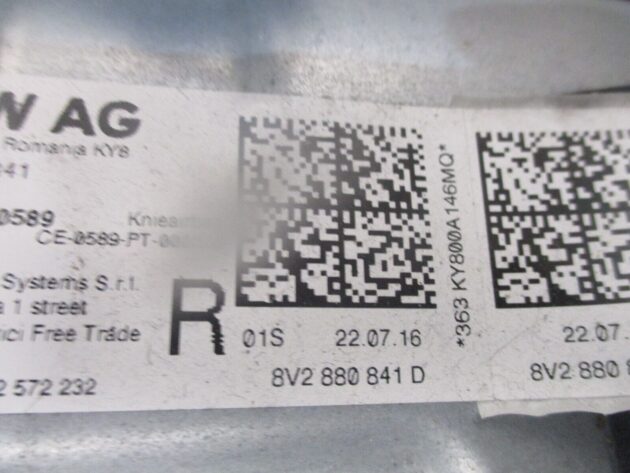 W AG
Romania KY8
841
0589
CE-0589-PT-00
Systems S.r.l.
a 1 street
Free Trade
2 572 232
R
01S 22.07.16
8V2 880 841 D
*363 KY800A146MQ*
22.07.
8V2 880 8